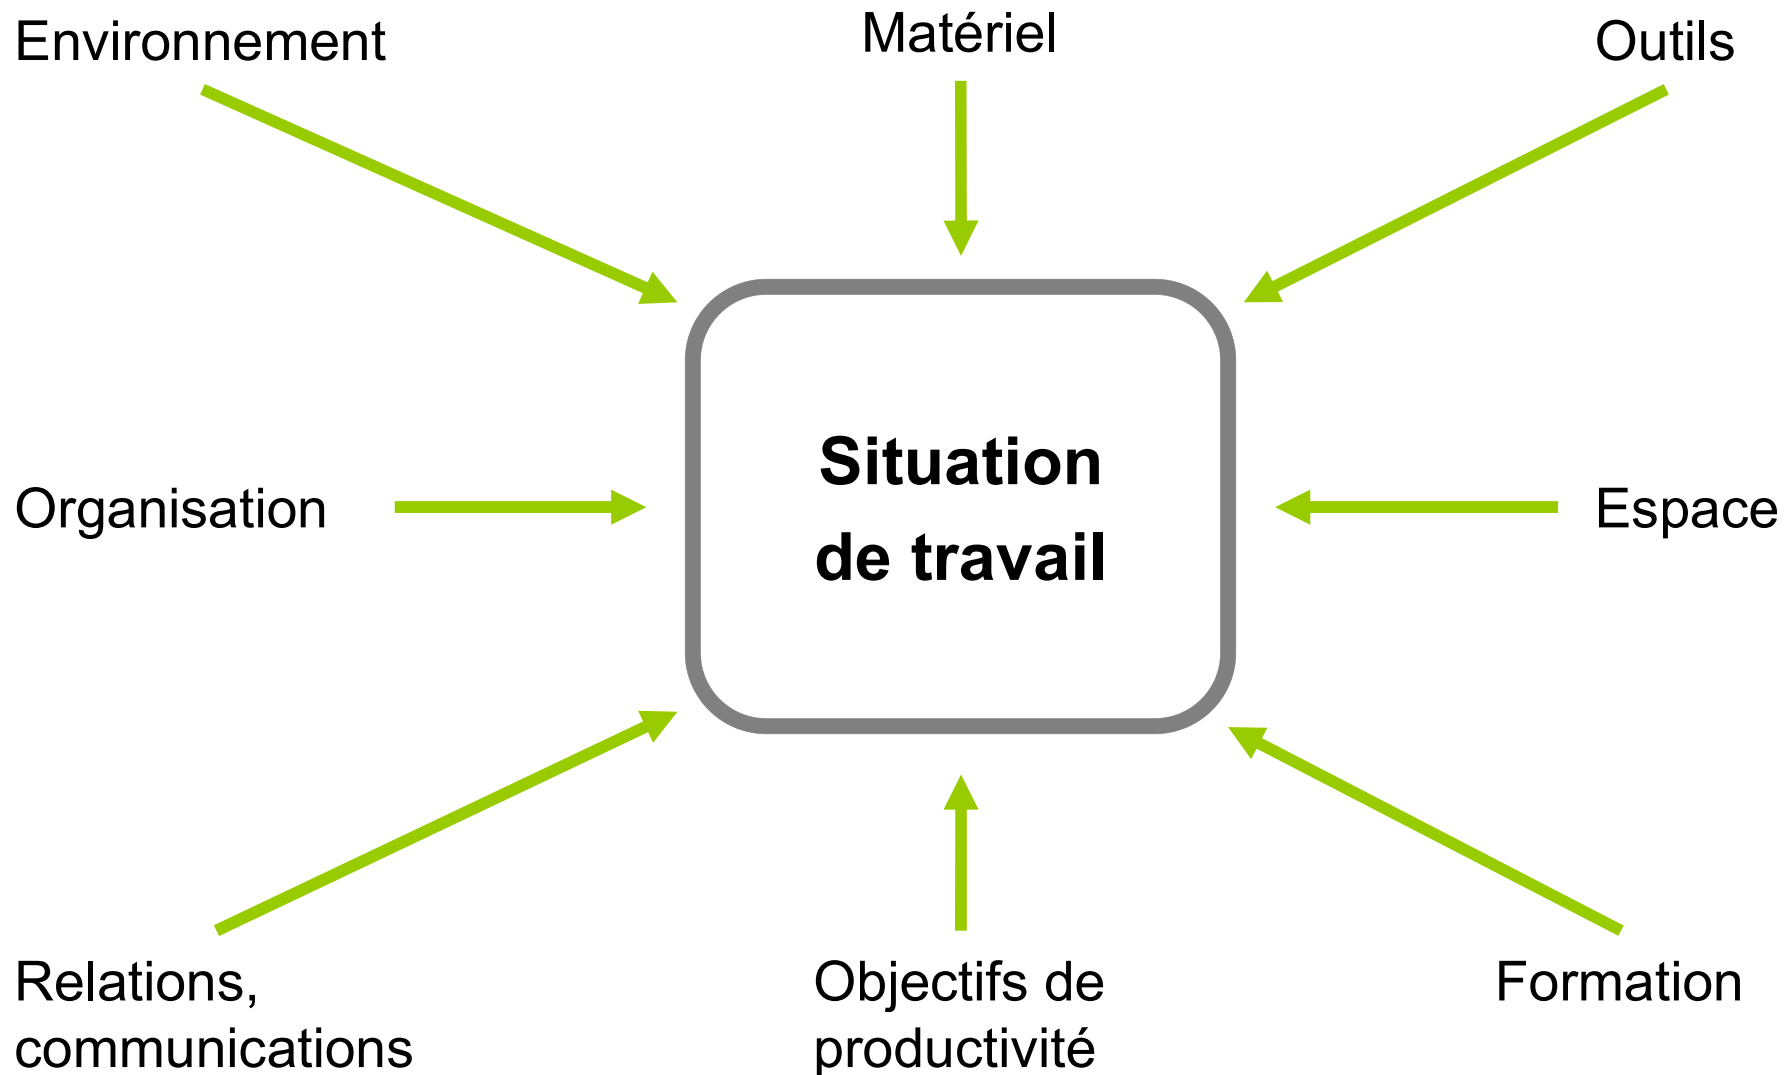 Environnement
Matériel
Outils
Situation
de travail
Organisation
Espace
Relations,
communications
Objectifs de
productivité
Formation